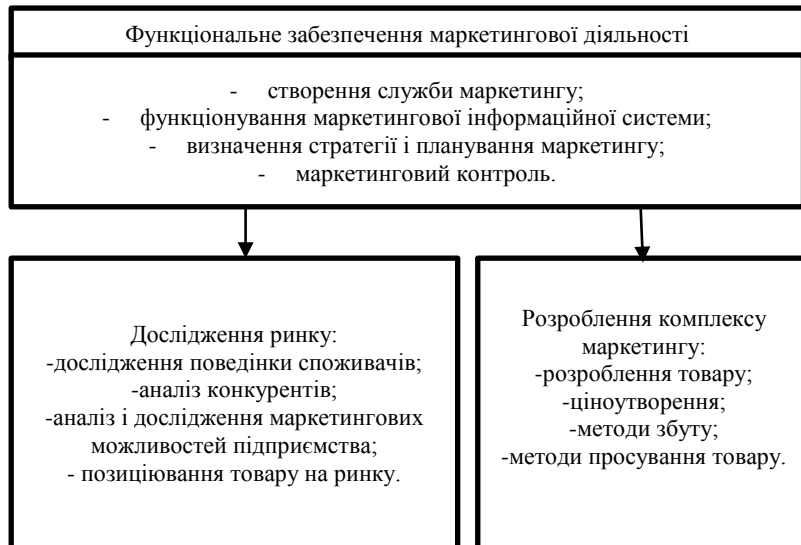 Функціональне забезпечення маркетингової діяльності
- створення служби маркетингу;
- функціонування маркетингової інформаційної системи;
- визначення стратегії і планування маркетингу;
- маркетинговий контроль.
Дослідження ринку:
-дослідження поведінки споживачів;
-аналіз конкурентів;
-аналіз і дослідження маркетингових
можливостей підприємства;
- позиціювання товару на ринку.
Розроблення комплексу
маркетингу:
-розроблення товару;
-ціноутворення;
-методи збуту;
-методи просування товару.